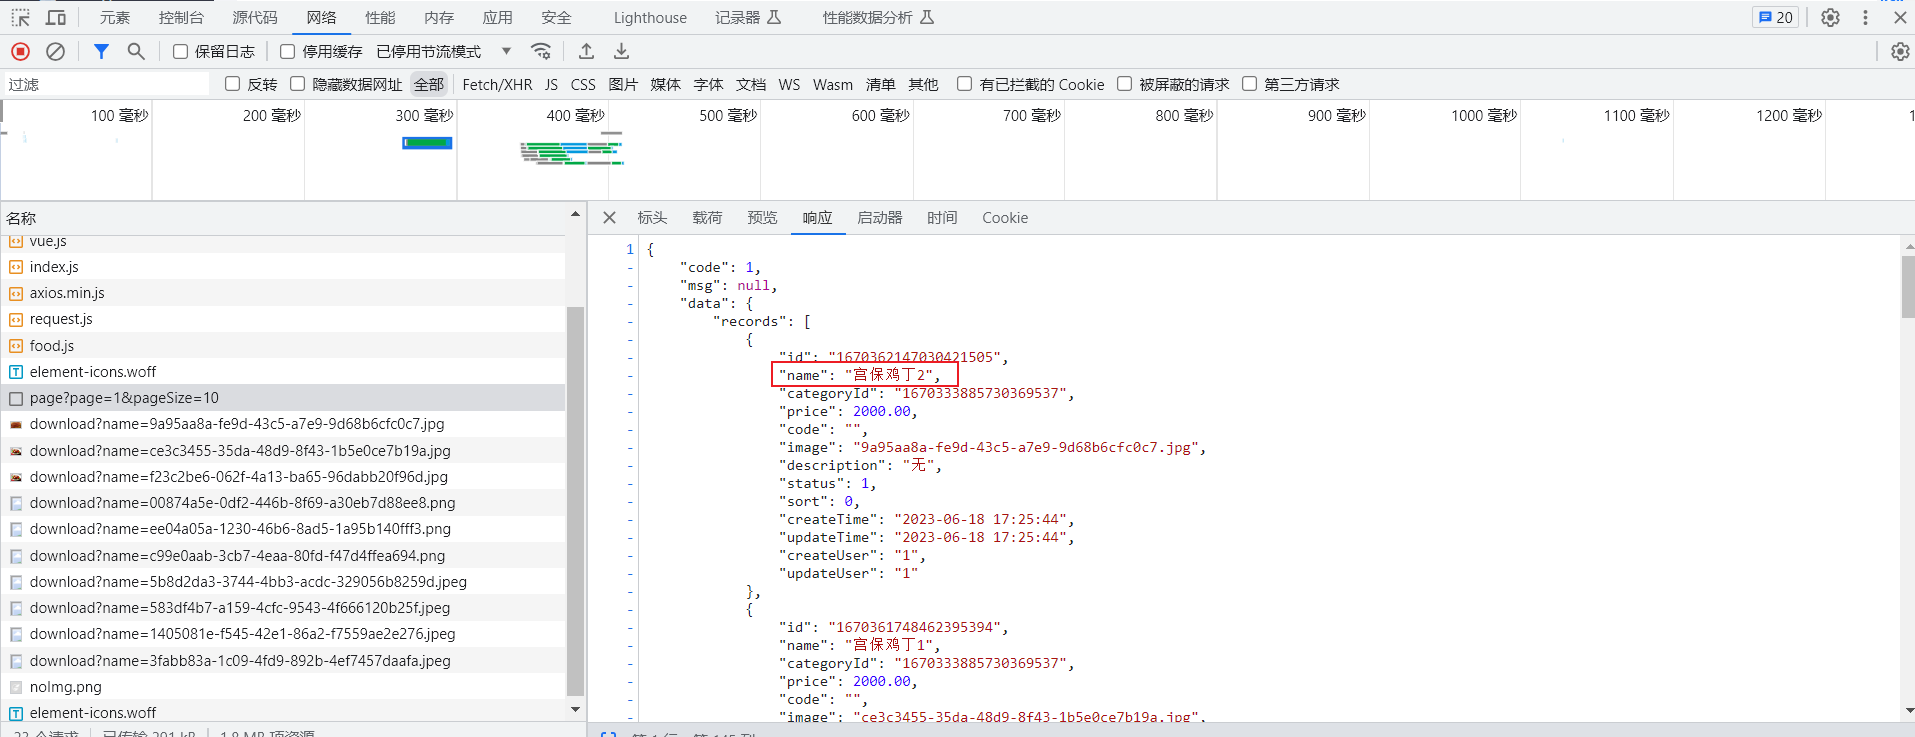 元素 控制台 源代码 网络 性能 内存 应用 安全 Lighthouse 记录器 性能数据分析 20
保留日志 停用缓存 已停用节流模式
过滤 反转 隐藏数据网址 全部 Fetch/XHR JS CSS 图片 媒体 字体 文档 WS Wasm 清单 其他 有已拦截的 Cookie 被屏蔽的请求 第三方请求
100 毫秒 200 毫秒 300 毫秒 400 毫秒 500 毫秒 600 毫秒 700 毫秒 800 毫秒 900 毫秒 1000 毫秒 1100 毫秒 1200 毫秒
名称
vue.js
index.js
axios.min.js
request.js
food.js
element-icons.woff
page?page=1&pageSize=10
download?name=9a95aa8a-fe9d-43c5-a7e9-9d68b6cfc0c7.jpg
download?name=ce3c3455-35da-48d9-8f43-1b5e0ce7b19a.jpg
download?name=f23c2be6-062f-4a13-ba65-96dabb20f96d.jpg
download?name=00874a5e-0df2-446b-8f69-a30eb7d88ee8.png
download?name=ee04a05a-1230-46b6-8ad5-1a95b140fff3.png
download?name=c99e0aab-3cb7-4eaa-80fd-f47d4ffea694.png
download?name=5b8d2da3-3744-4bb3-acdc-329056b8259d.jpeg
download?name=583df4b7-a159-4cfc-9543-4f666120b25f.jpeg
download?name=1405081e-f545-42e1-86a2-f7559ae2e276.jpeg
download?name=3fabb83a-1c09-4fd9-892b-4ef7457daafa.jpeg
noImg.png
element-icons.woff
标头 载荷 预览 响应 启动器 时间 Cookie
1 {
- "code": 1,
- "msg": null,
- "data": {
- "records": [
- {
- "id": "1670362147030421505",
- "name": "宫保鸡丁2",
- "categoryId": "1670333885730369537",
- "price": 2000.00,
- "code": "",
- "image": "9a95aa8a-fe9d-43c5-a7e9-9d68b6cfc0c7.jpg",
- "description": "无",
- "status": 1,
- "sort": 0,
- "createTime": "2023-06-18 17:25:44",
- "updateTime": "2023-06-18 17:25:44",
- "createUser": "1",
- "updateUser": "1"
- },
- {
- "id": "1670361748462395394",
- "name": "宫保鸡丁1",
- "categoryId": "1670333885730369537",
- "price": 2000.00,
- "code": "",
- "image": "ce3c3455-35da-48d9-8f43-1b5e0ce7b19a.jpg",